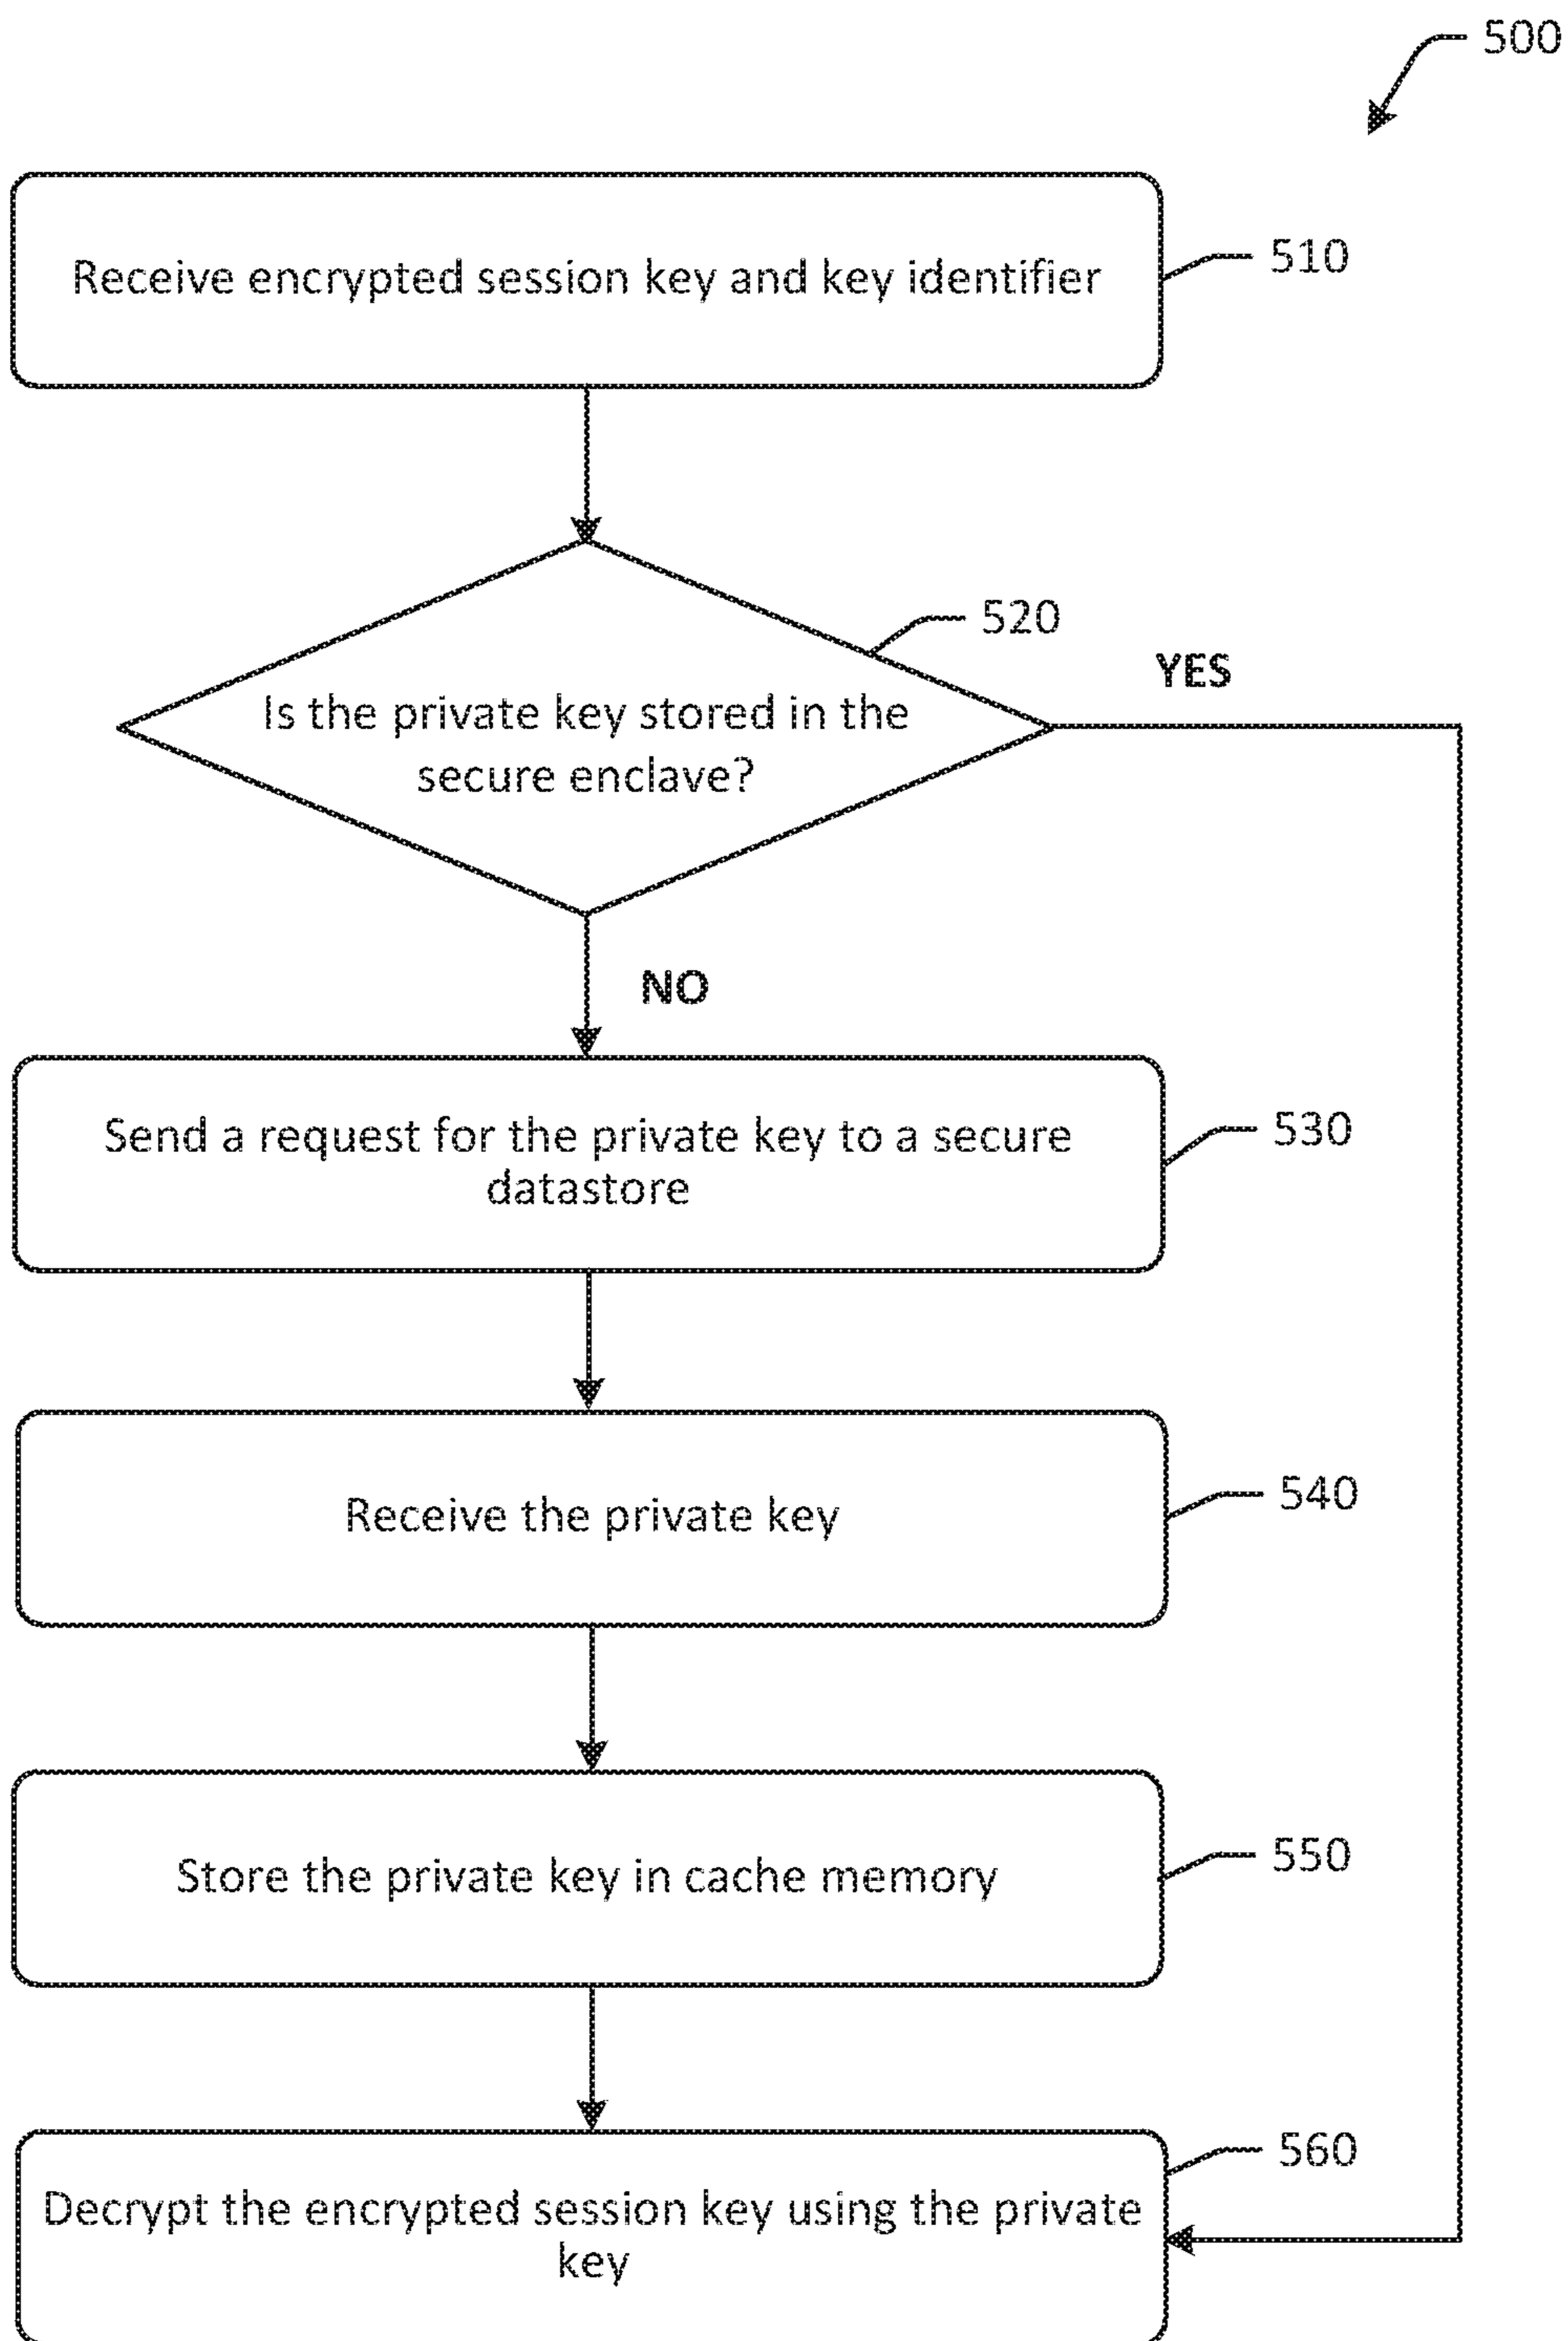 500
Receive encrypted session key and key identifier
510
520
YES
Is the private key stored in the
secure enclave?
NO
Send a request for the private key to a secure
datastore
530
Receive the private key
540
Store the private key in cache memory
550
560
Decrypt the encrypted session key using the private
key